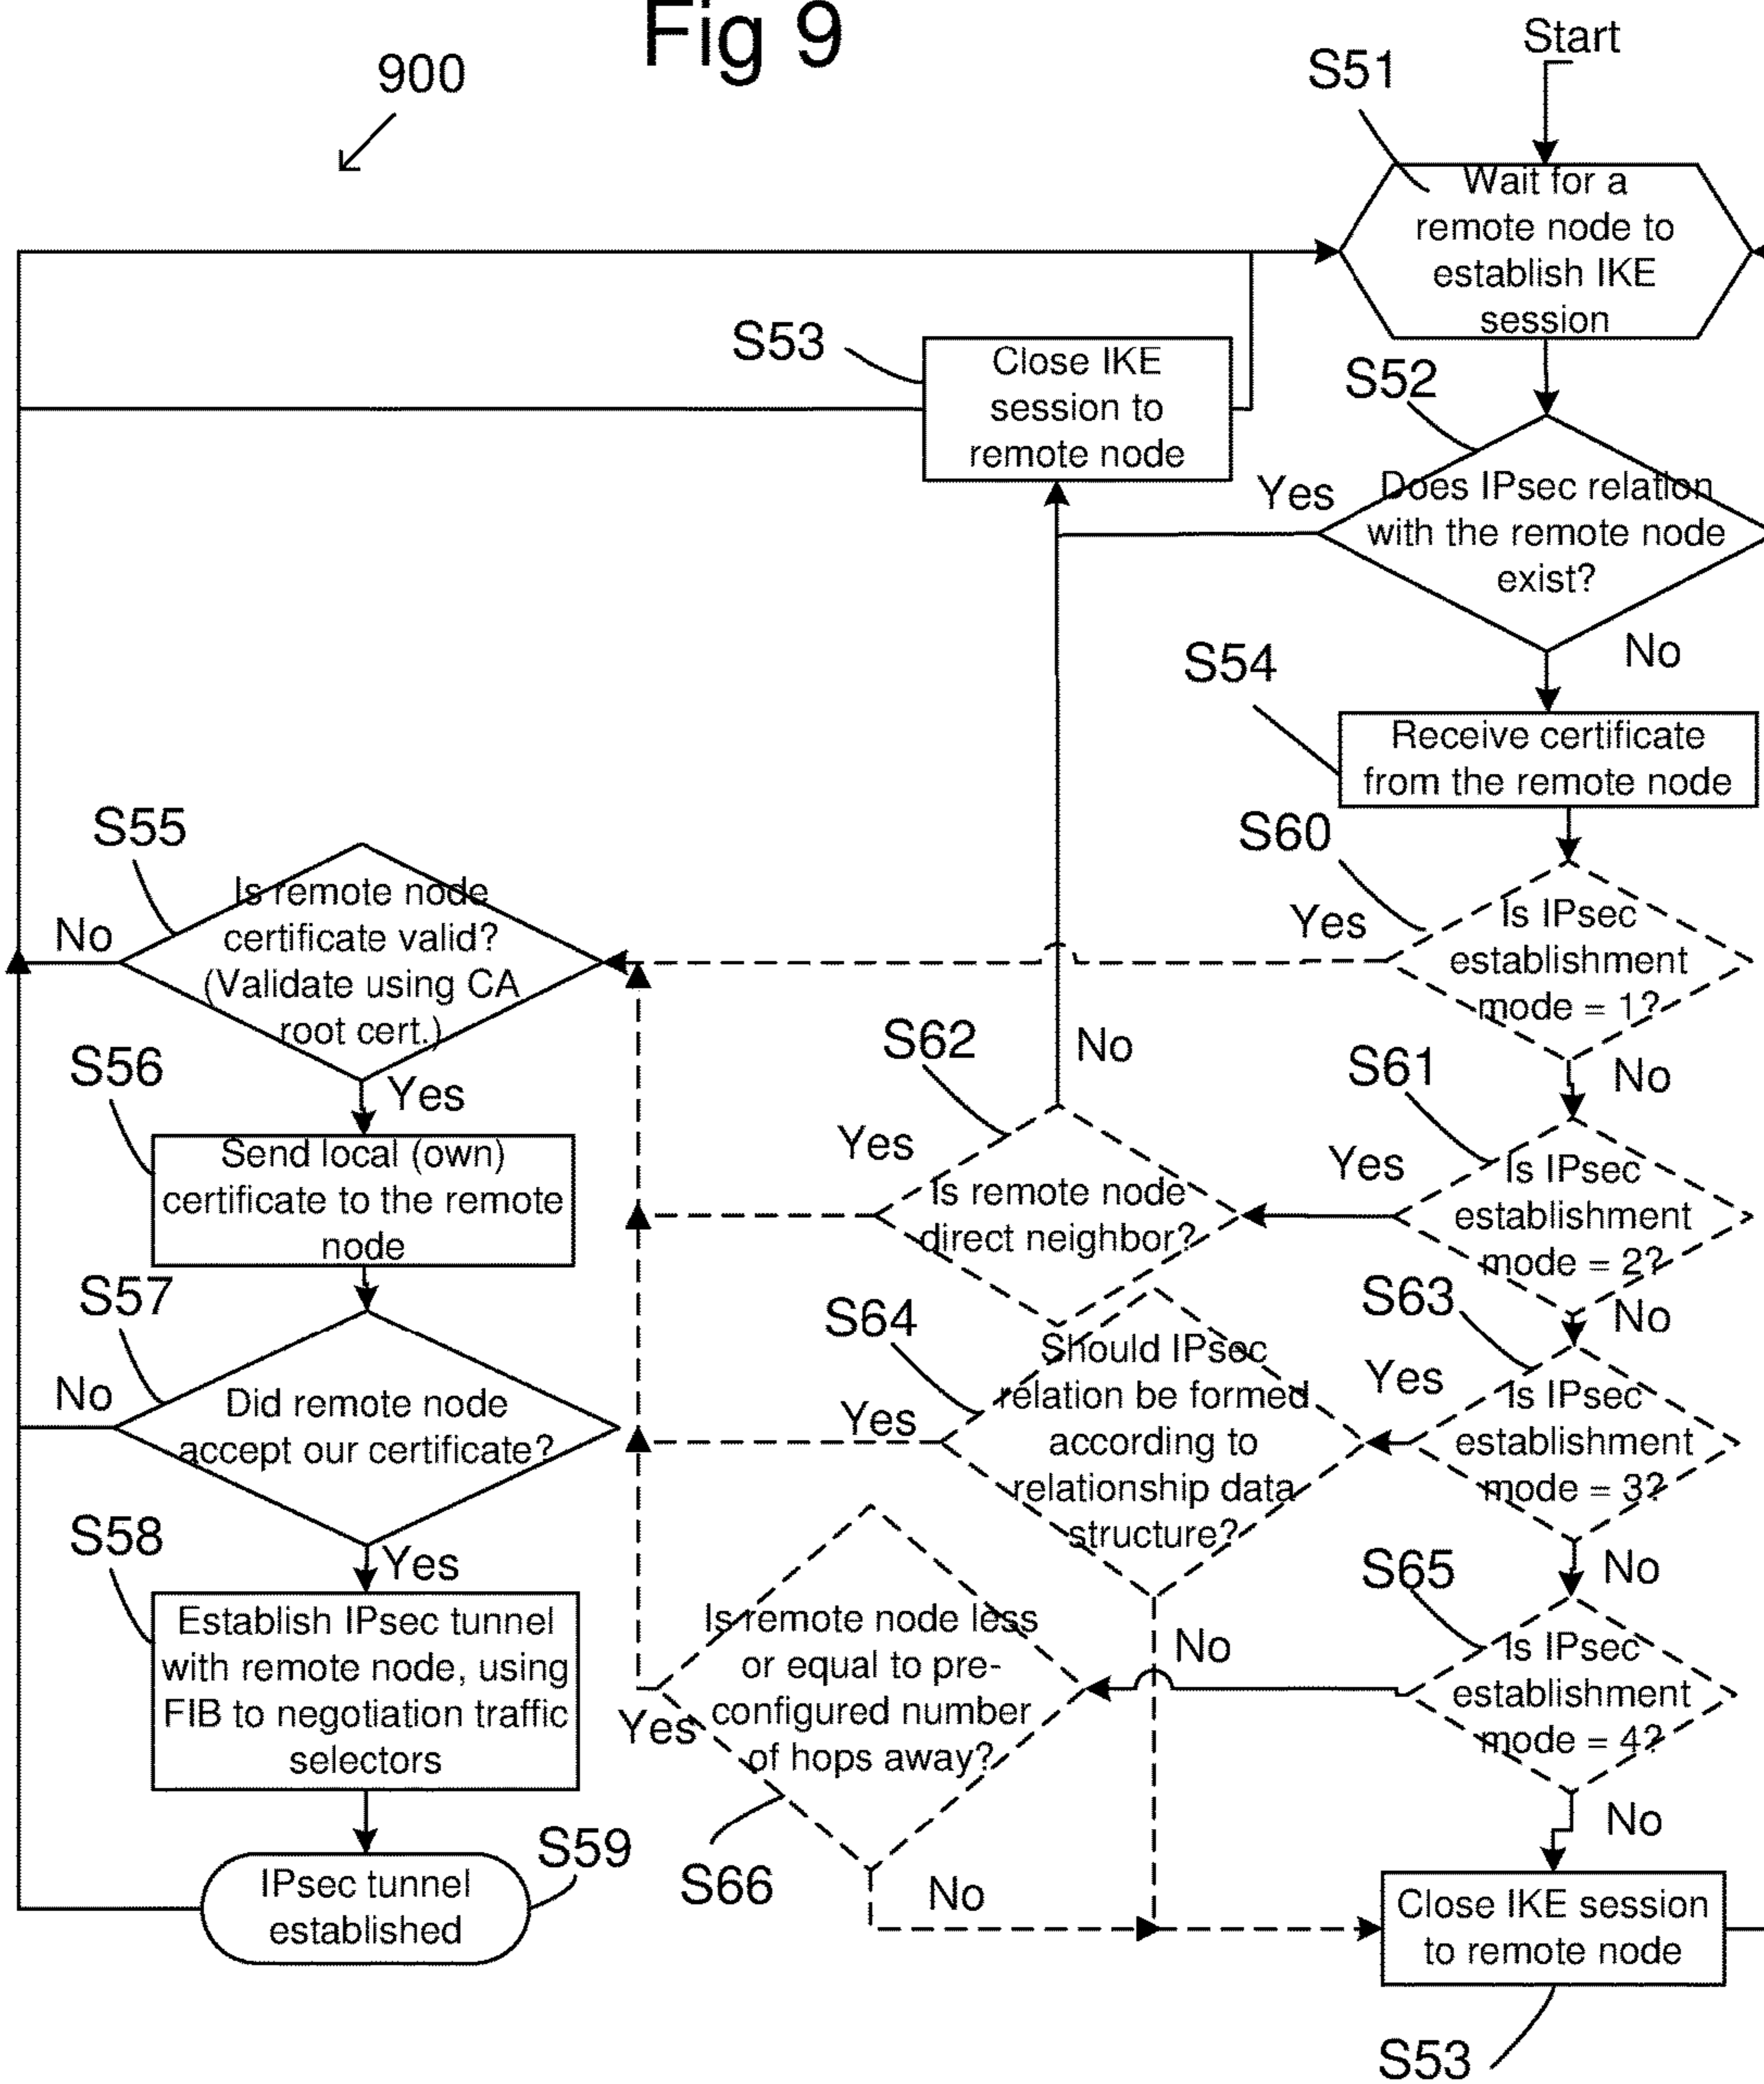 Fig 9
900
Start
S51
Wait for a
remote node to
establish IKE
session
S53
Close IKE
session to
remote node
S52
Yes
Does IPsec relation
with the remote node
exist?
No
S54
Receive certificate
from the remote node
S55
Is remote node
certificate valid?
(Validate using CA
root cert.)
No
Yes
S60
Yes
Is IPsec
establishment
mode = 1?
No
S56
Send local (own)
certificate to the remote
node
S62
No
Yes
Is remote node
direct neighbor?
S61
Yes
Is IPsec
establishment
mode = 2?
No
S57
No
Did remote node
accept our certificate?
Yes
S64
Yes
Should IPsec
relation be formed
according to
relationship data
structure?
No
S63
Yes
Is IPsec
establishment
mode = 3?
No
S58
Establish IPsec tunnel
with remote node, using
FIB to negotiation traffic
selectors
Is remote node less
or equal to pre-
configured number
of hops away?
Yes
S66
No
S65
Is IPsec
establishment
mode = 4?
No
IPsec tunnel
established
S59
Close IKE session
to remote node
S53